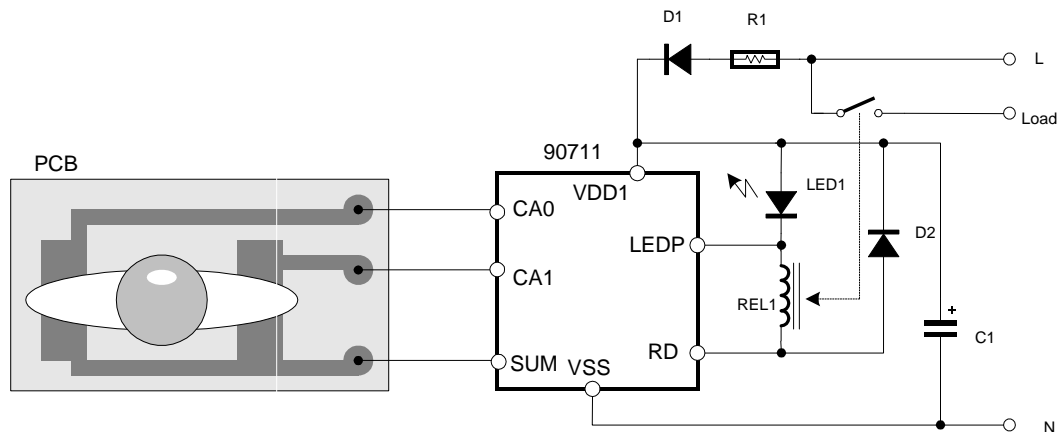 D1
R1
L
Load
PCB
90711
VDD1
LED1
CA0
LEDP
D2
CA1
REL1
+
C1
RD
SUM
VSS
N